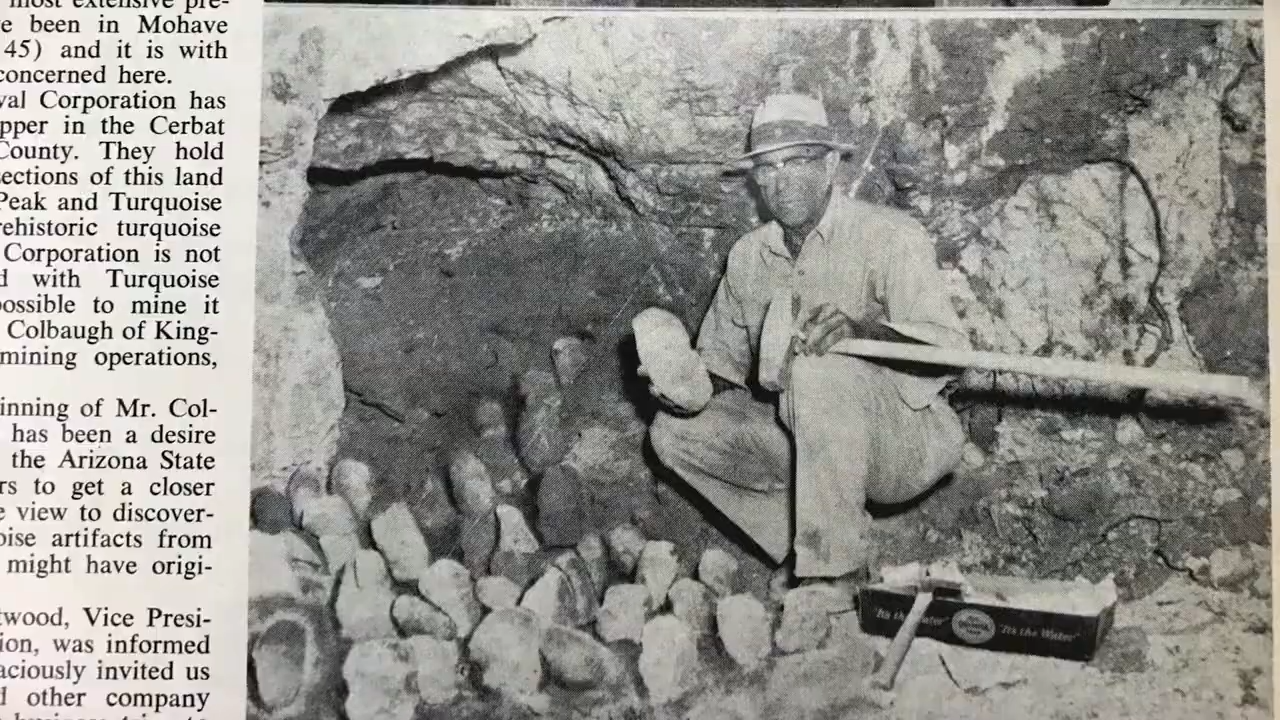 most extensive pre-
e been in Mohave
45) and it is with
concerned here.
val Corporation has
pper in the Cerbat
County. They hold
sections of this land
Peak and Turquoise
rehistoric turquoise
Corporation is not
d with Turquoise
possible to mine it
Colbaugh of King-
mining operations,
inning of Mr. Col-
has been a desire
the Arizona State
rs to get a closer
e view to discover-
oise artifacts from
might have origi-
twood, Vice Presi-
ion, was informed
aciously invited us
d other company
"It's the Water"
"It's the Water"